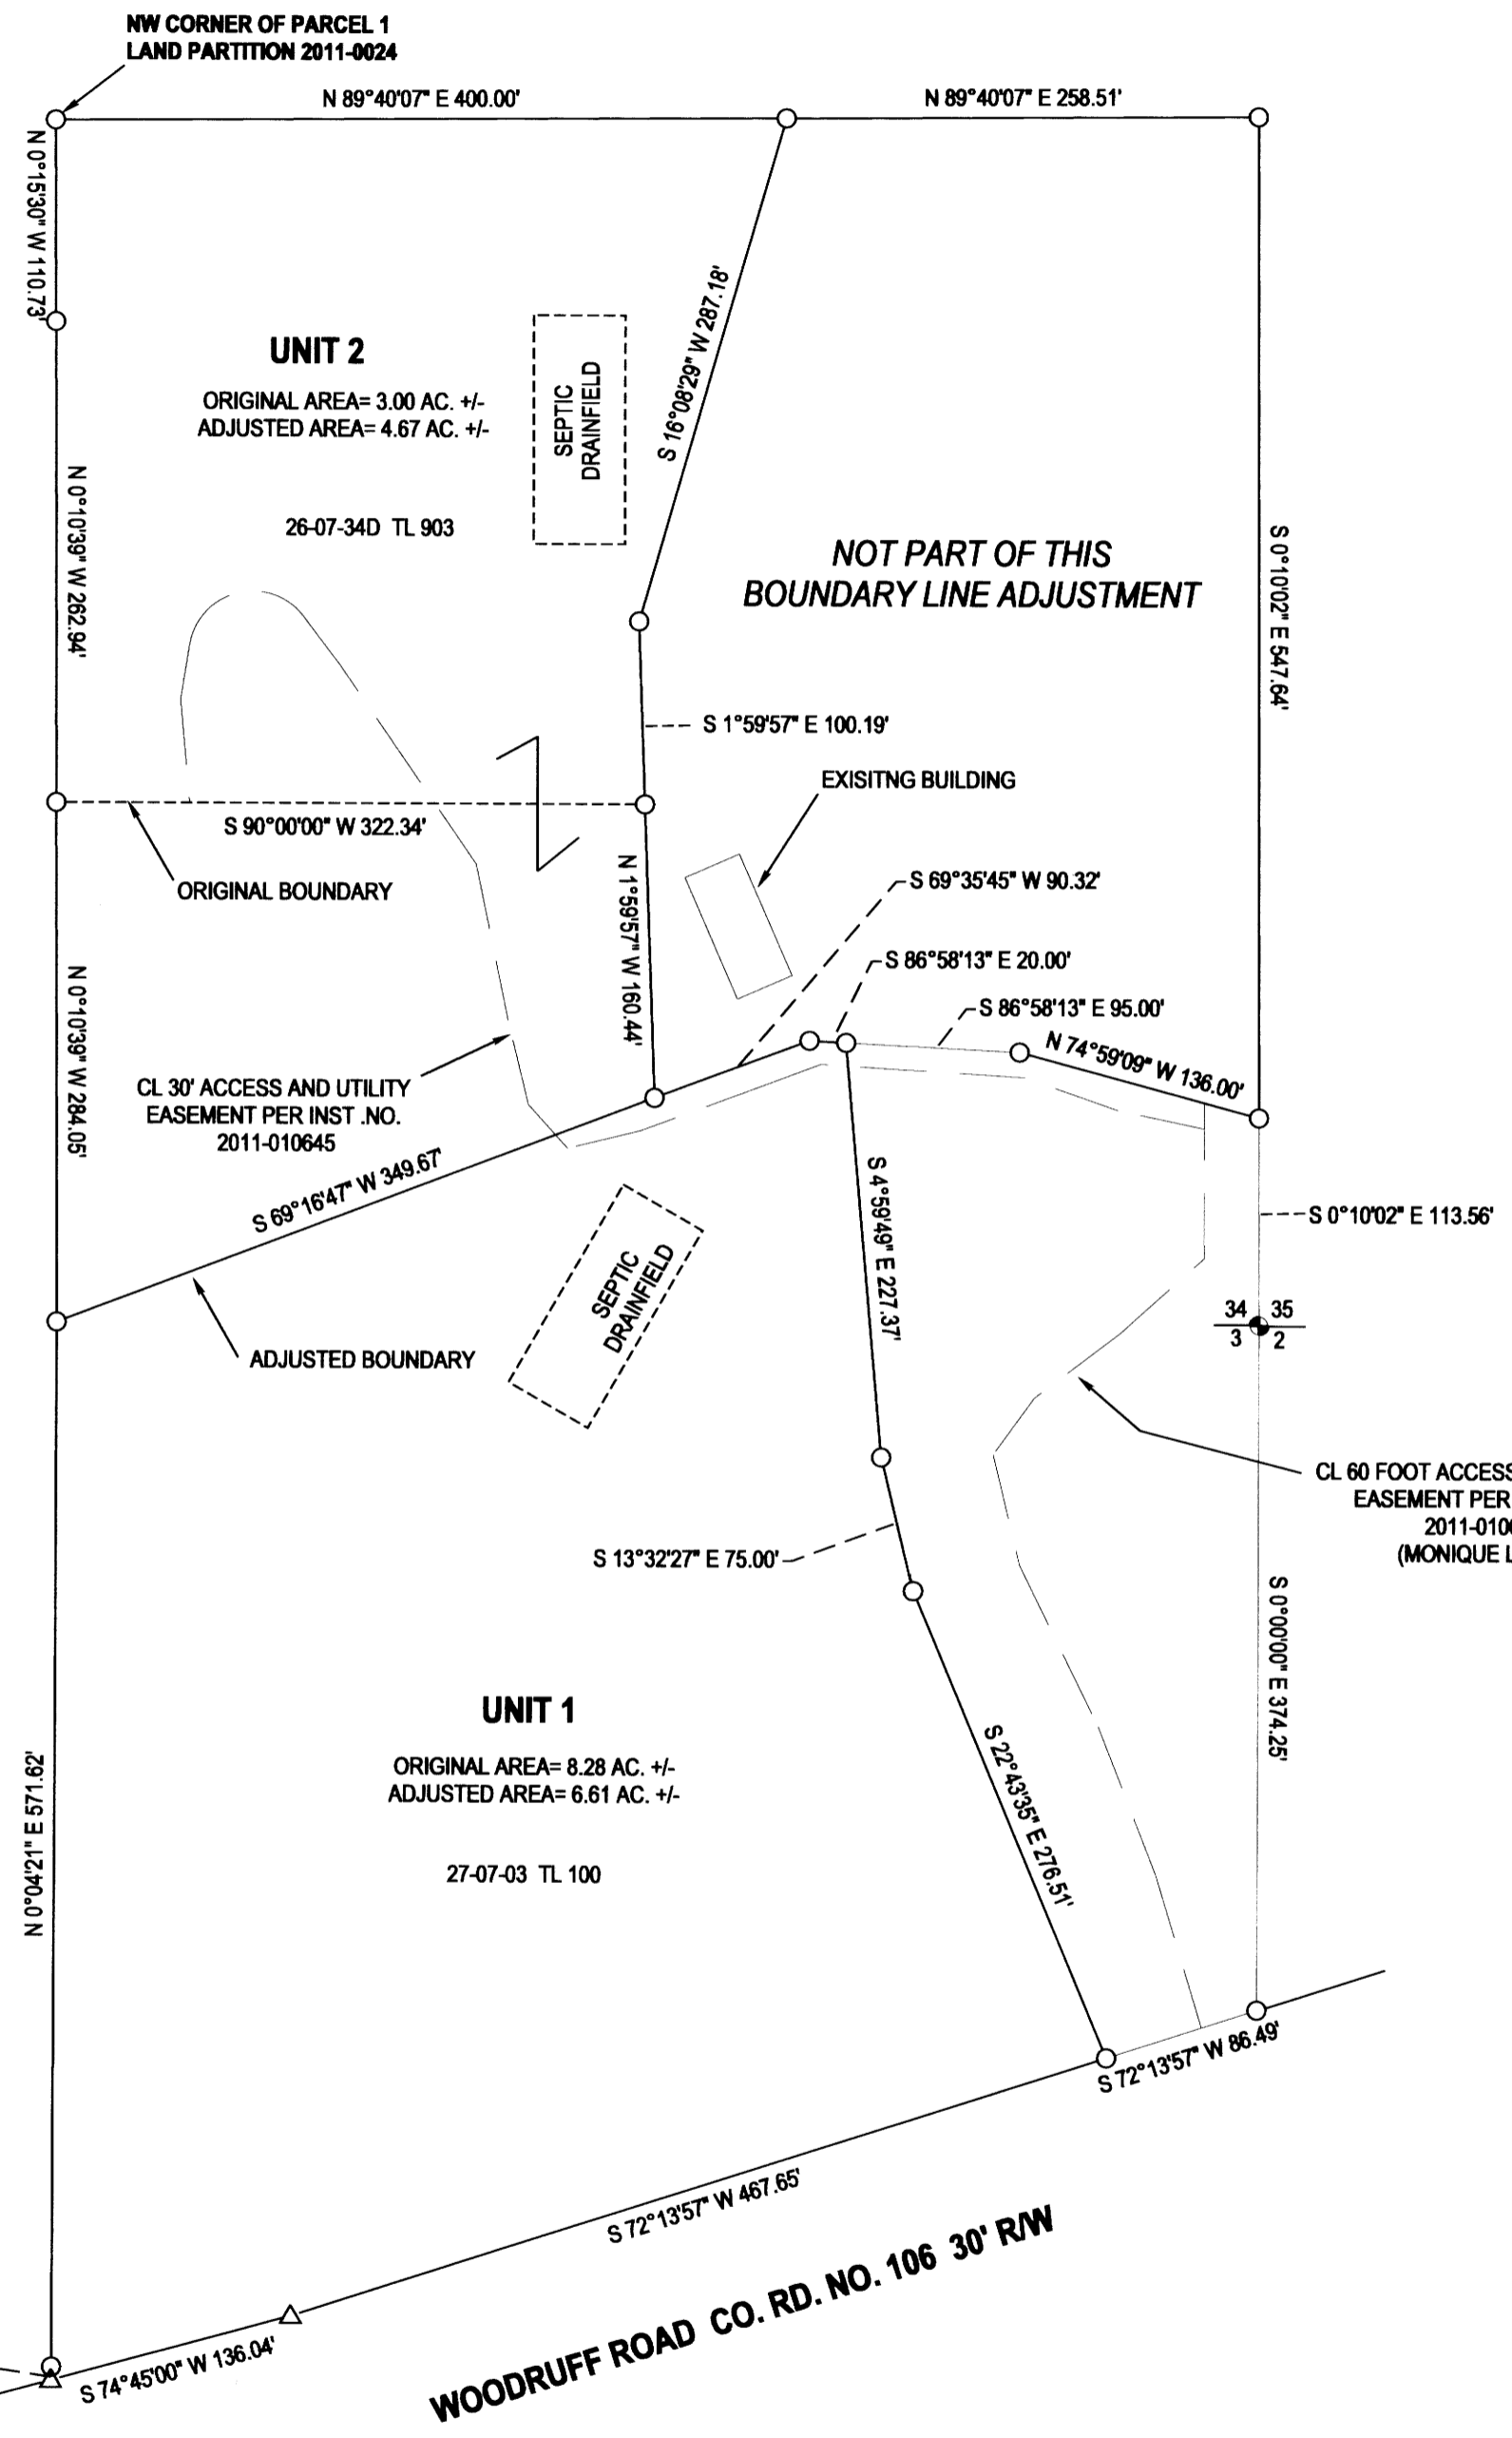 NW CORNER OF PARCEL 1
LAND PARTITION 2011-0024
N 89°40'07" E 400.00'
N 89°40'07" E 258.51'
N 0°15'30" W 110.73'
UNIT 2
ORIGINAL AREA= 3.00 AC. +/-
ADJUSTED AREA= 4.67 AC. +/-
26-07-34D TL 903
SEPTIC
DRAINFIELD
S 16°08'29" W 287.18'
N 0°10'39" W 262.94'
NOT PART OF THIS
BOUNDARY LINE ADJUSTMENT
S 0°10'02" E 547.64'
S 1°59'57" E 100.19'
EXISITNG BUILDING
S 90°00'00" W 322.34'
ORIGINAL BOUNDARY
N 1°59'57" W 160.44'
S 69°35'45" W 90.32'
S 86°58'13" E 20.00'
S 86°58'13" E 95.00'
N 74°59'09" W 136.00'
N 0°10'39" W 284.05'
CL 30' ACCESS AND UTILITY
EASEMENT PER INST .NO.
2011-010645
S 69°16'47" W 349.67'
SEPTIC
DRAINFIELD
S 4°59'49" E 227.37'
S 0°10'02" E 113.56'
34 35
3 2
ADJUSTED BOUNDARY
CL 60 FOOT ACCESS
EASEMENT PER
2011-010
(MONIQUE L
S 13°32'27" E 75.00'
S 0°00'00" E 374.25'
UNIT 1
ORIGINAL AREA= 8.28 AC. +/-
ADJUSTED AREA= 6.61 AC. +/-
27-07-03 TL 100
S 22°43'35" E 276.51'
N 0°04'21" E 571.62'
S 72°13'57" W 86.49'
S 72°13'57" W 467.65'
S 74°45'00" W 136.04'
WOODRUFF ROAD CO. RD. NO. 106 30' R/W